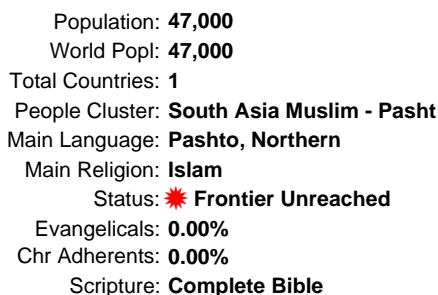 Population: 47,000
World Popl: 47,000
Total Countries: 1
People Cluster: South Asia Muslim - Pasht
Main Language: Pashto, Northern
Main Religion: Islam
Status: Frontier Unreached
Evangelicals: 0.00%
Chr Adherents: 0.00%
Scripture: Complete Bible